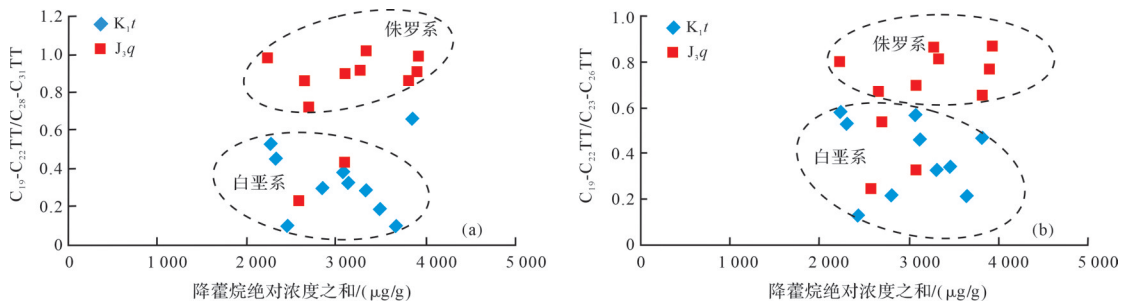 1.2
1.0
0.8
0.6
0.4
0.2
0
C₁₉-C₂₂TT/C₂₈-C₃₁TT
K₁t
J₃q
侏罗系
白垩系
(a)
0
1 000
2 000
3 000
4 000
5 000
降藿烷绝对浓度之和/(μg/g)
1.0
0.8
0.6
0.4
0.2
0
C₁₉-C₂₂TT/C₂₃-C₂₆TT
K₁t
J₃q
侏罗系
白垩系
(b)
0
1 000
2 000
3 000
4 000
5 000
降藿烷绝对浓度之和/(μg/g)